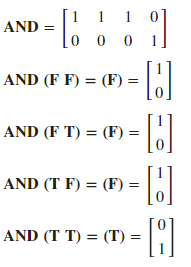 AND = [1 1 1 0
0 0 0 1]
AND (F F) = (F) = [1
0]
AND (F T) = (F) = [1
0]
AND (T F) = (F) = [1
0]
AND (T T) = (T) = [0
1]